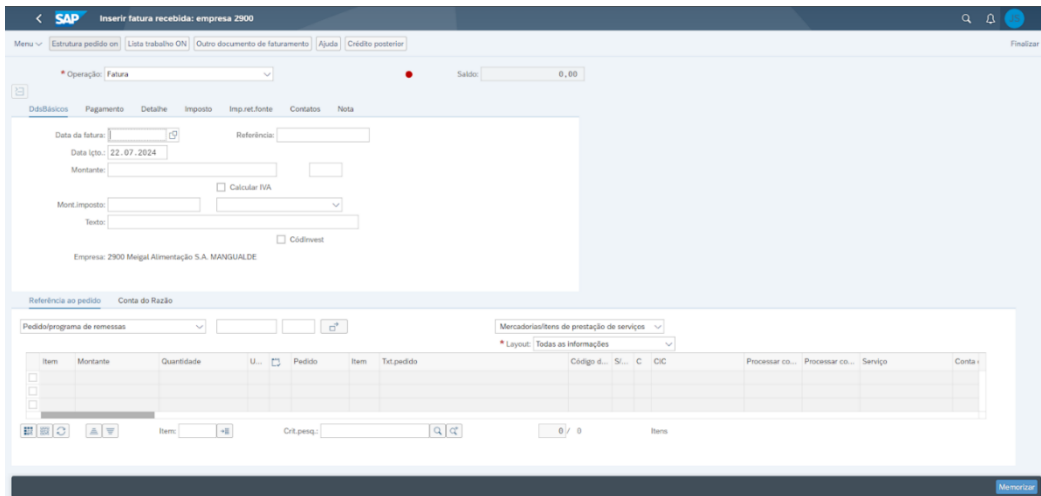 SAP Inserir fatura recebida: empresa 2900
Menu Estrutura pedido on Lista trabalho ON Outro documento de faturamento Ajuda Crédito posterior Finalizar
* Operação: Fatura Saldo: 0,00
DdsBásicos Pagamento Detalhe Imposto Imp.ret.fonte Contatos Nota
Data da fatura: Referência:
Data lçto.: 22.07.2024
Montante:
Calcular IVA
Mont.imposto:
Texto:
CódInvest
Empresa: 2900 Meigal Alimentação S.A. MANGUALDE
Referência ao pedido Conta do Razão
Pedido/programa de remessas Mercadorias/itens de prestação de serviços
* Layout: Todas as informações
Item Montante Quantidade U... Pedido Item Txt.pedido Código d... S/... C CIC Processar co... Processar co... Serviço Conta
Item: Crit.pesq.: 0 / 0 Itens
Memorizar